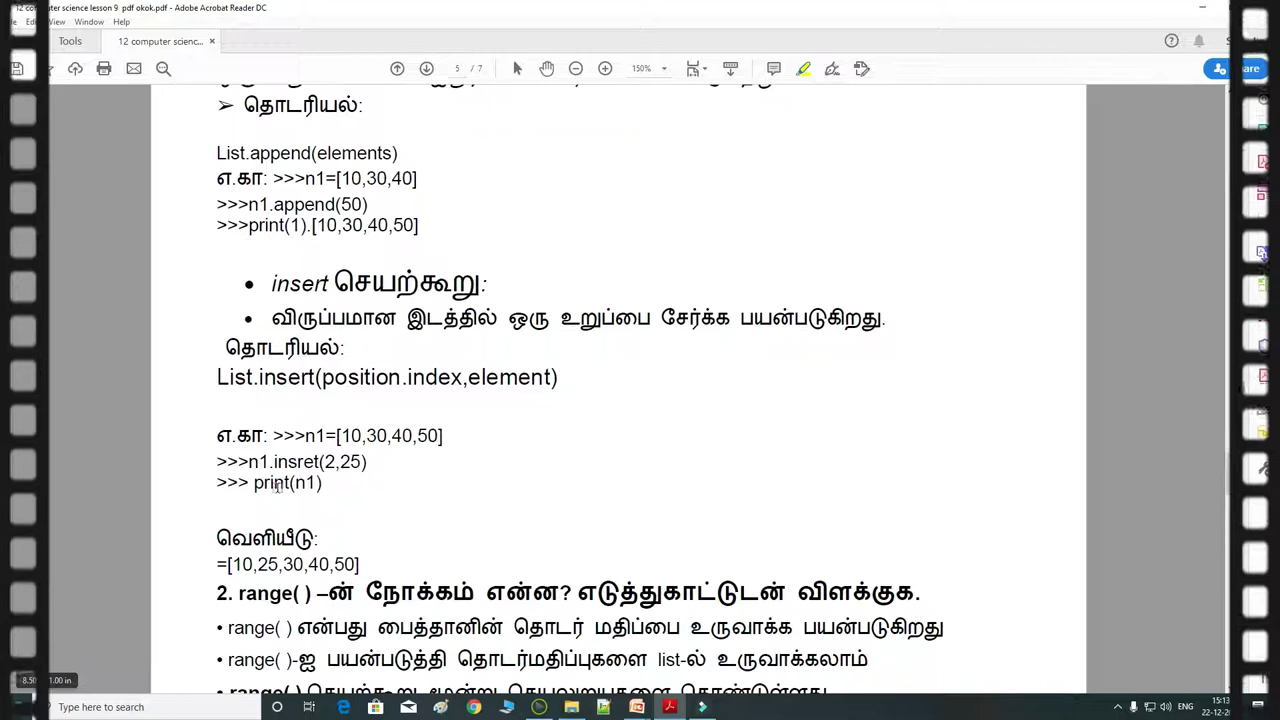 12 computer science lesson 9 pdf okok.pdf - Adobe Acrobat Reader DC
Edit View Window Help
Tools
12 computer scienc... ×
5 / 7
150%
➢ தொடரியல்:
List.append(elements)
எ.கா: >>>n1=[10,30,40]
>>>n1.append(50)
>>>print(1).[10,30,40,50]
• insert செயற்கூறு:
• விருப்பமான இடத்தில் ஒரு உறுப்பை சேர்க்க பயன்படுகிறது.
தொடரியல்:
List.insert(position.index,element)
எ.கா: >>>n1=[10,30,40,50]
>>>n1.insret(2,25)
>>> print(n1)
வெளியீடு:
=[10,25,30,40,50]
2. range( ) –ன் நோக்கம் என்ன? எடுத்துகாட்டுடன் விளக்குக.
• range( ) என்பது பைத்தானின் தொடர் மதிப்பை உருவாக்க பயன்படுகிறது
• range( )-ஐ பயன்படுத்தி தொடர்மதிப்புகளை list-ல் உருவாக்கலாம்
• range( )
Type here to search
ENG
15:13